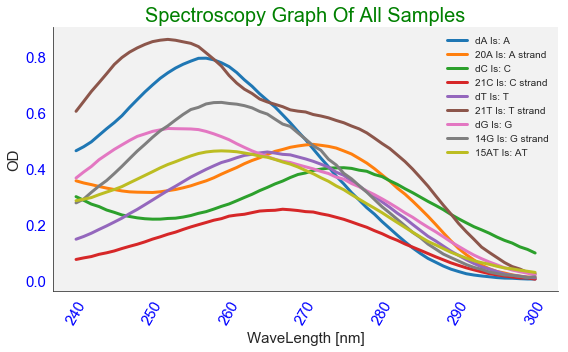 Spectroscopy Graph Of All Samples
OD
0.8
0.6
0.4
0.2
0.0
dA Is: A
20A Is: A strand
dC Is: C
21C Is: C strand
dT Is: T
21T Is: T strand
dG Is: G
14G Is: G strand
15AT Is: AT
240 250 260 270 280 290 300
WaveLength [nm]